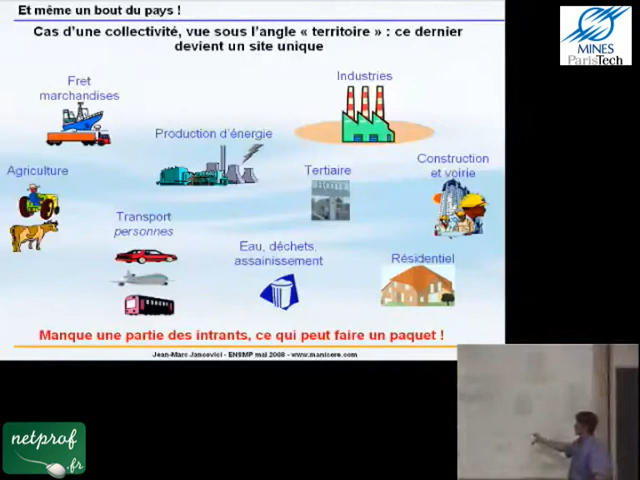 Et même un bout du pays !
Cas d'une collectivité, vue sous l'angle « territoire » : ce dernier
devient un site unique
MINES
ParisTech
Fret
marchandises
Industries
Production d'énergie
Agriculture
Tertiaire
Construction
et voirie
Transport
personnes
Eau, déchets,
assainissement
Résidentiel
Manque une partie des intrants, ce qui peut faire un paquet !
Jean-Marc Jancovici - ENSMP mai 2008 - www.manicore.com
netprof
.fr